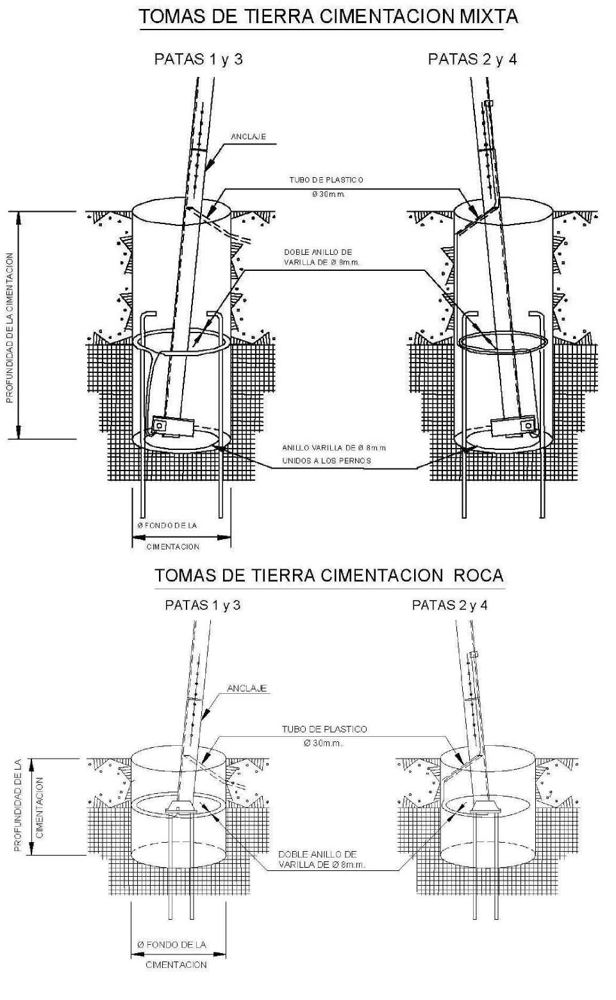 TOMAS DE TIERRA CIMENTACION MIXTA
PATAS 1 y 3
PATAS 2 y 4
ANCLAJE
TUBO DE PLASTICO
Ø 30m.m.
DOBLE ANILLO DE
VARILLA DE Ø 8m.m.
PROFUNDIDAD DE LA CIMENTACION
ANILLO VARILLA DE Ø 8m.m
UNIDOS A LOS PERNOS
Ø FONDO DE LA
CIMENTACION
TOMAS DE TIERRA CIMENTACION ROCA
PATAS 1 y 3
PATAS 2 y 4
ANCLAJE
TUBO DE PLASTICO
Ø 30m.m.
PROFUNDIDAD DE LA
CIMENTACION
DOBLE ANILLO DE
VARILLA DE Ø 8m.m.
Ø FONDO DE LA
CIMENTACION